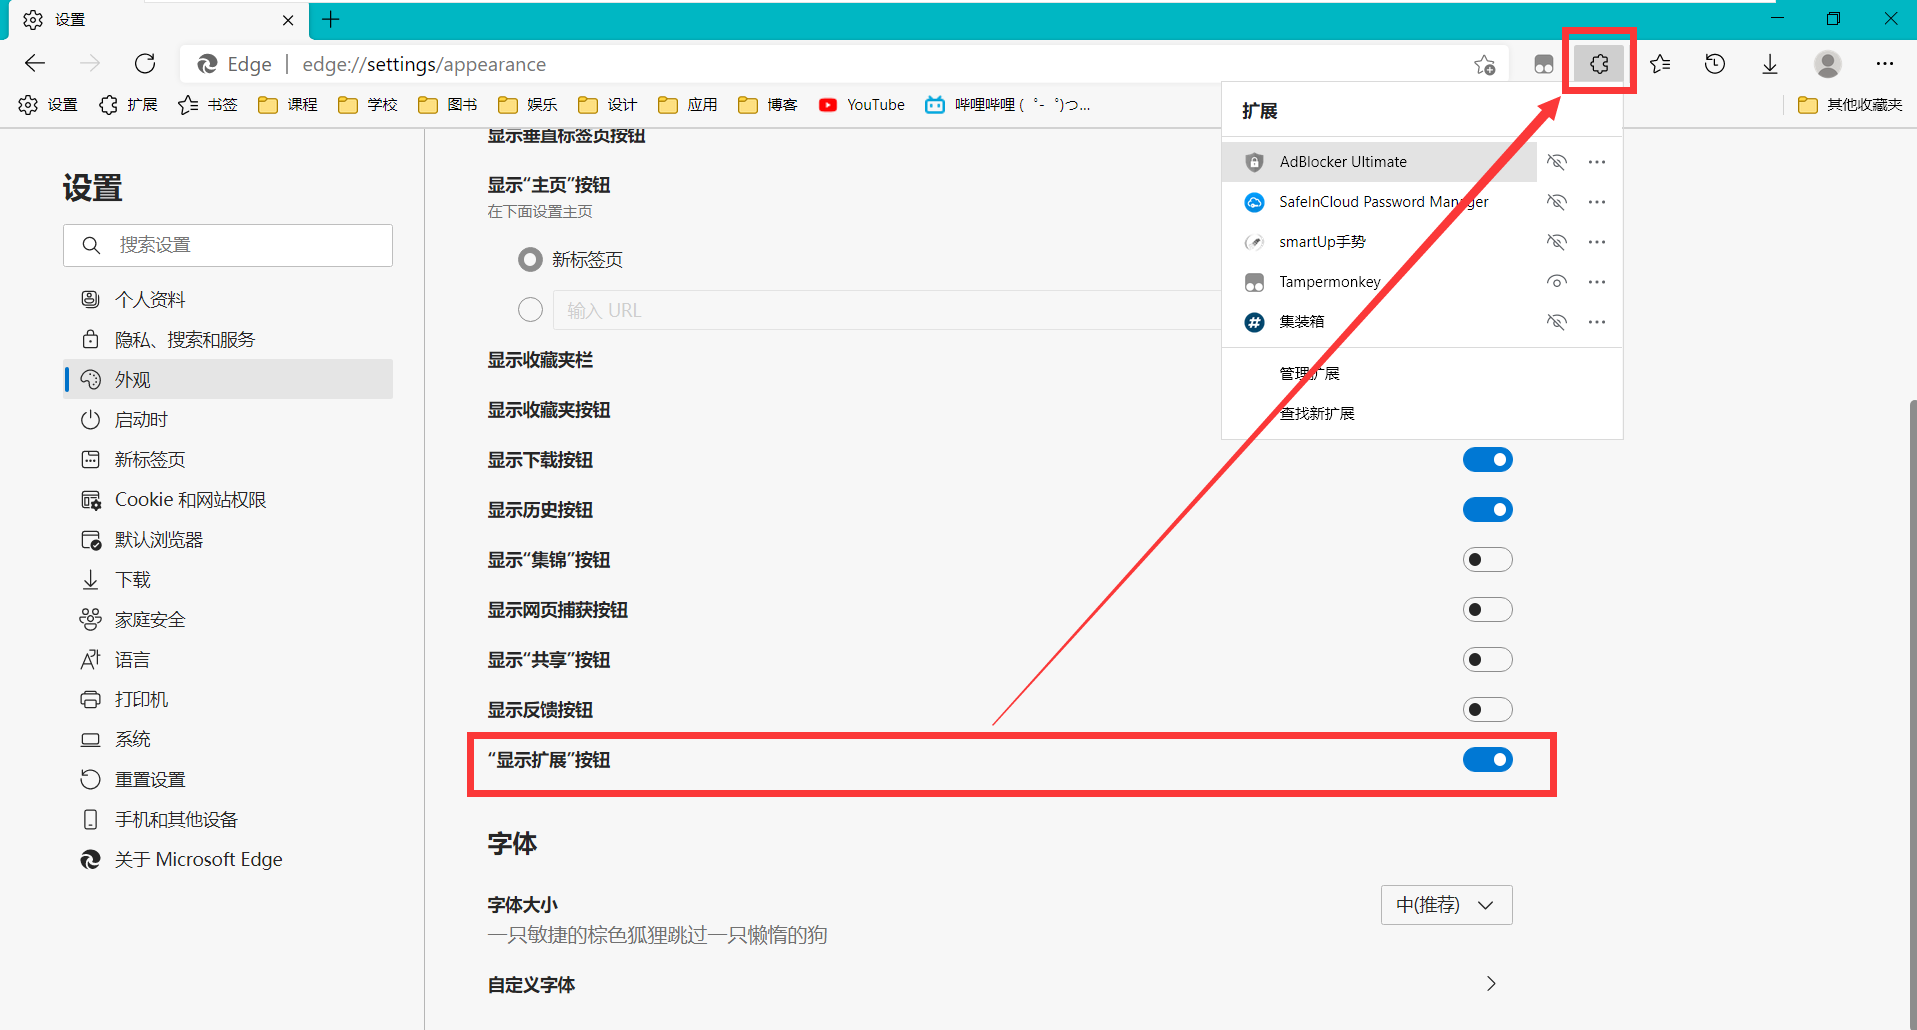 设置
Edge | edge://settings/appearance
设置 扩展 书签 课程 学校 图书 娱乐 设计 应用 博客 YouTube 哔哩哔哩 ( ゜- ゜)つ... 其他收藏夹
扩展
AdBlocker Ultimate
SafeInCloud Password Manager
smartUp手势
Tampermonkey
集装箱
管理扩展
查找新扩展
设置
搜索设置
个人资料
隐私、搜索和服务
外观
启动时
新标签页
Cookie 和网站权限
默认浏览器
下载
家庭安全
语言
打印机
系统
重置设置
手机和其他设备
关于 Microsoft Edge
显示垂直标签页按钮
显示“主页”按钮
在下面设置主页
新标签页
输入 URL
显示收藏夹栏
显示收藏夹按钮
显示下载按钮
显示历史按钮
显示“集锦”按钮
显示网页捕获按钮
显示“共享”按钮
显示反馈按钮
“显示扩展”按钮
字体
字体大小
中(推荐)
一只敏捷的棕色狐狸跳过一只懒惰的狗
自定义字体